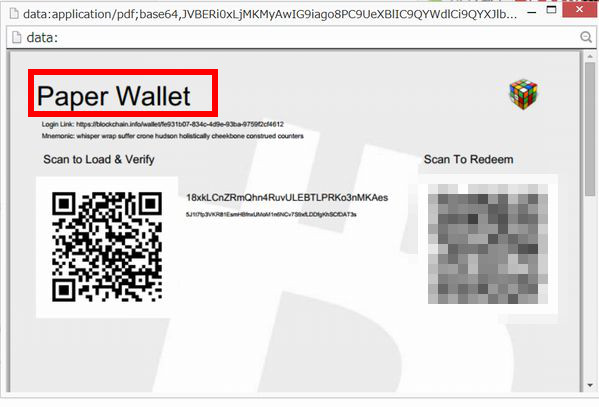 data:application/pdf;base64,JVBERi0xLjMKMyAwIG9iago8PC9UeXBlIC9QYWdlCi9QYXJlb...
data:
Paper Wallet
Login Link: https://blockchain.info/wallet/fe931b07-834c-4d9e-93ba-9759f2cf4612
Mnemonic: whisper wrap suffer crone hudson holistically cheekbone construed counters
Scan to Load & Verify
Scan To Redeem
18xkLCnZRmQhn4RuvULEBTLPRKo3nMKAes